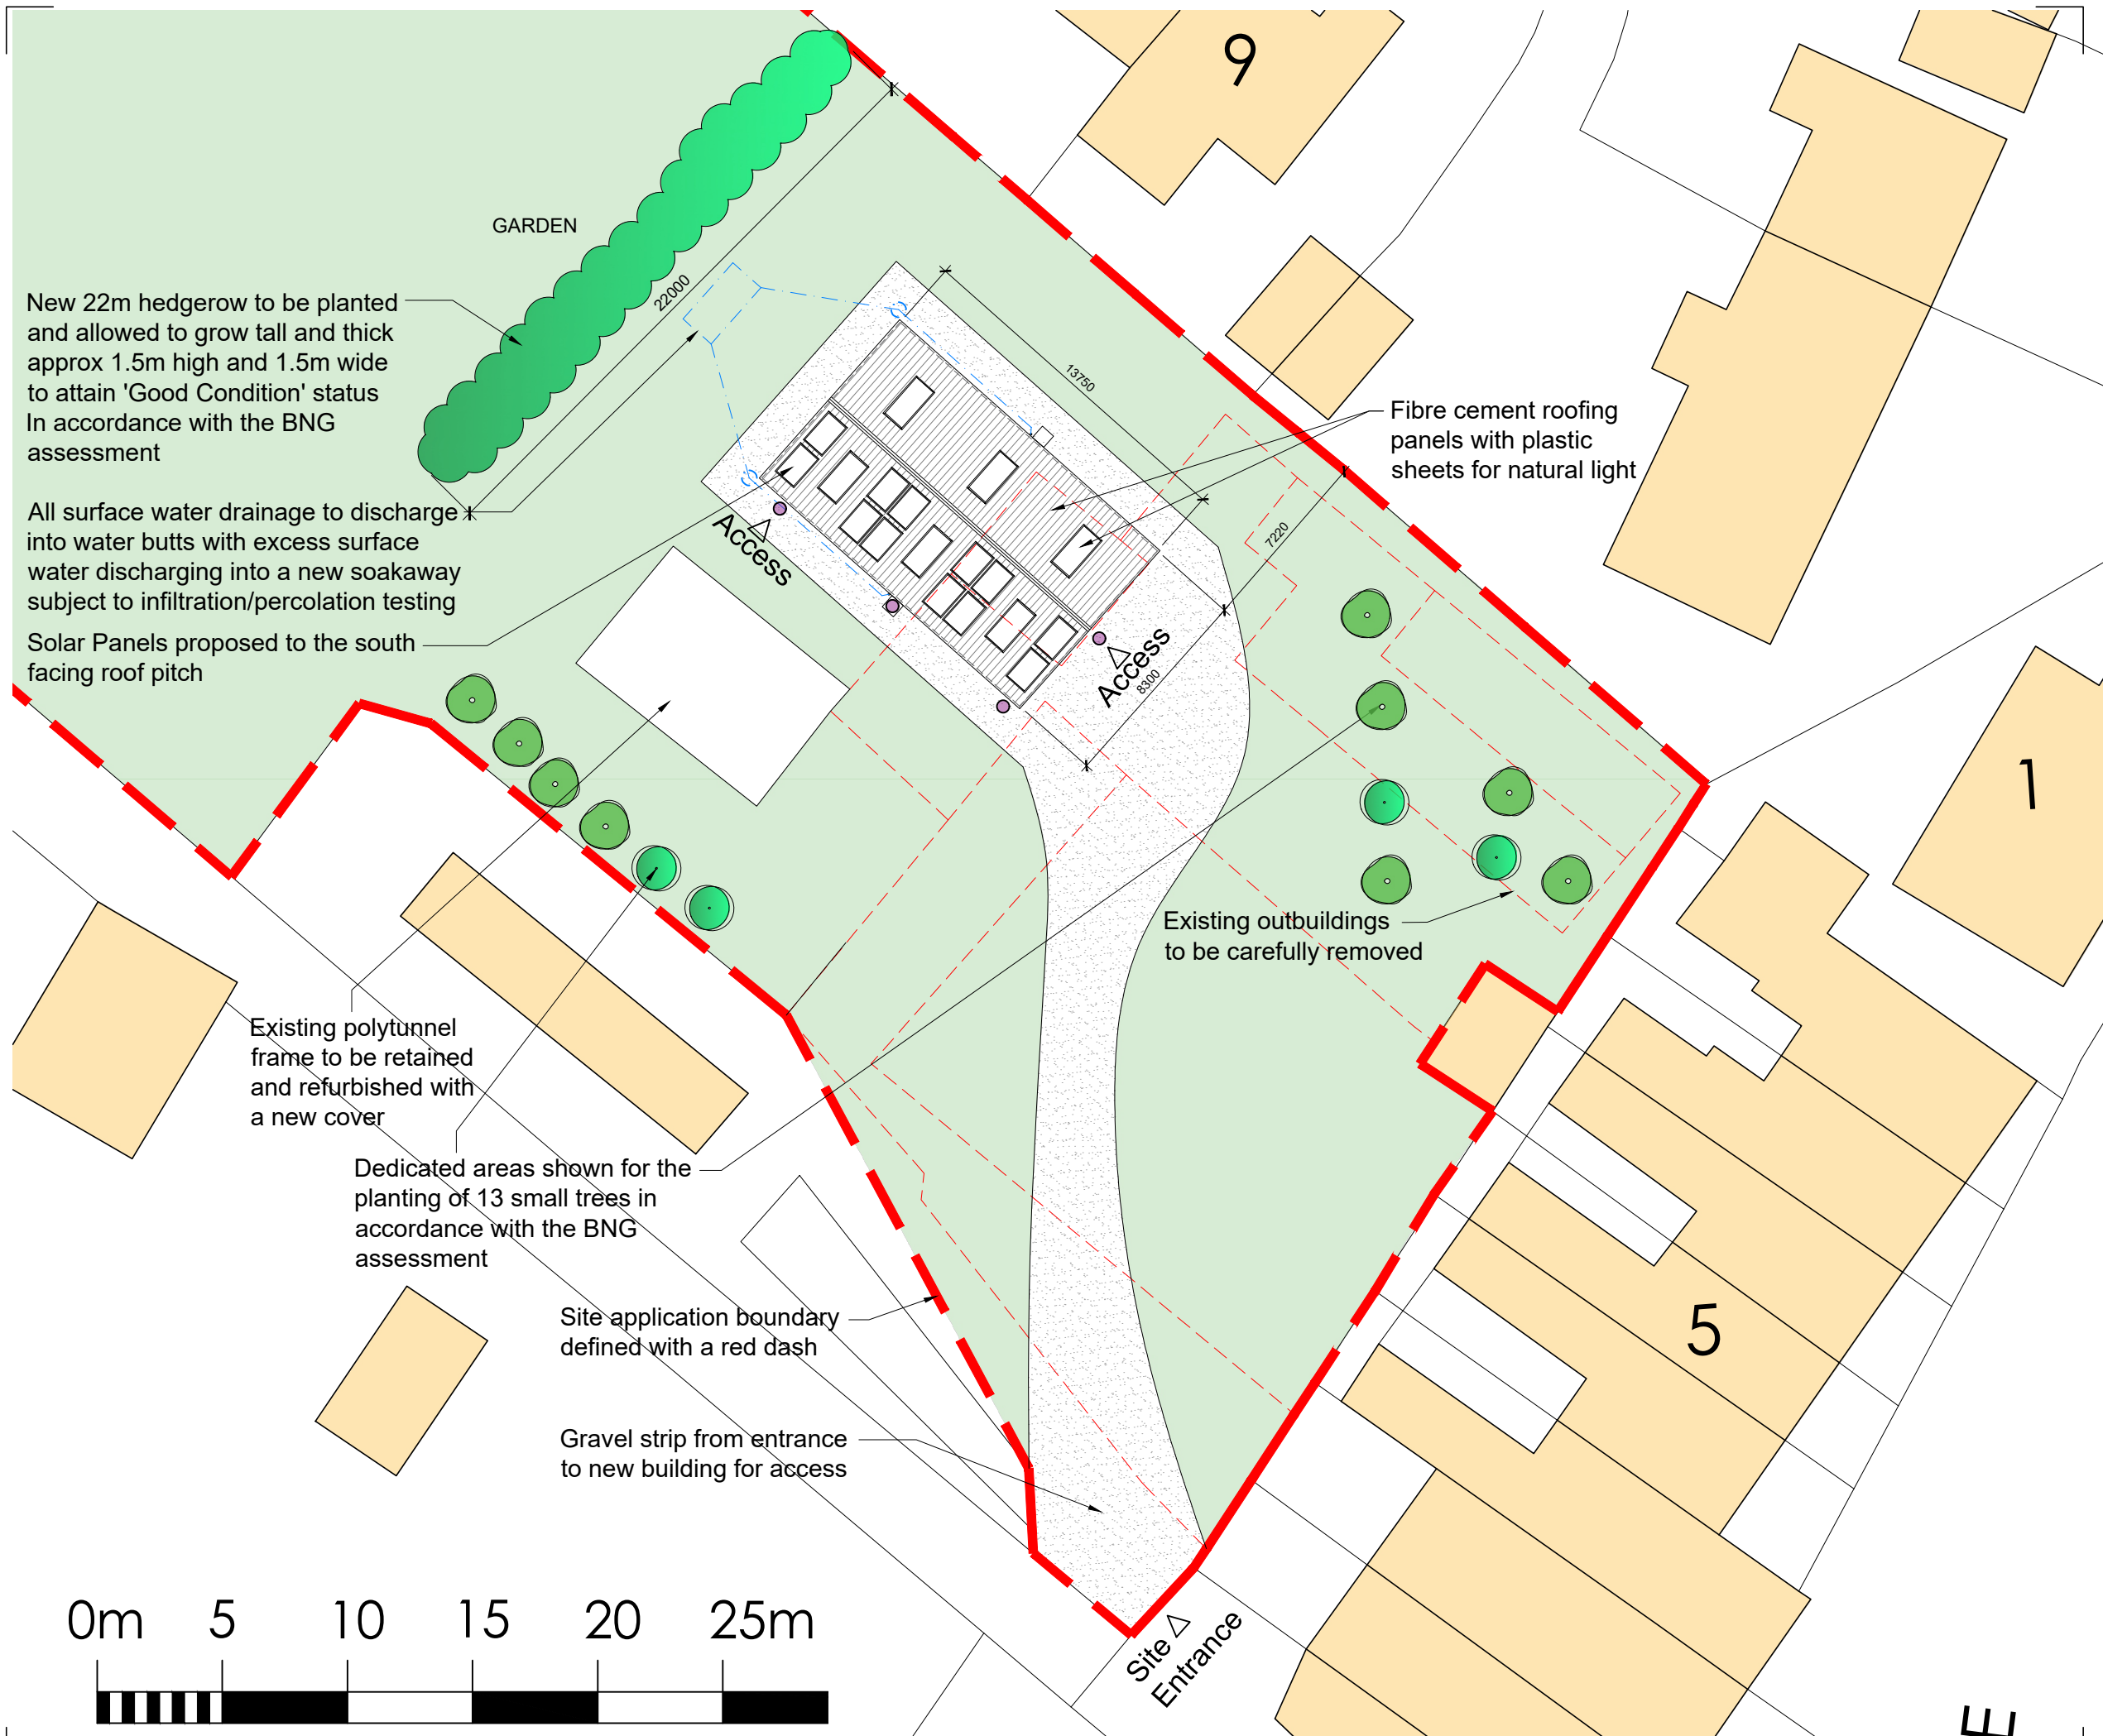 9
GARDEN
22000
New 22m hedgerow to be planted
and allowed to grow tall and thick
approx 1.5m high and 1.5m wide
to attain 'Good Condition' status
In accordance with the BNG
assessment
13750
Fibre cement roofing
panels with plastic
sheets for natural light
All surface water drainage to discharge
into water butts with excess surface
water discharging into a new soakaway
subject to infiltration/percolation testing
7220
Access
Solar Panels proposed to the south
facing roof pitch
Access
8300
1
Existing outbuildings
to be carefully removed
Existing polytunnel
frame to be retained
and refurbished with
a new cover
Dedicated areas shown for the
planting of 13 small trees in
accordance with the BNG
assessment
Site application boundary
defined with a red dash
5
Gravel strip from entrance
to new building for access
0m 5 10 15 20 25m
Site
Entrance
E